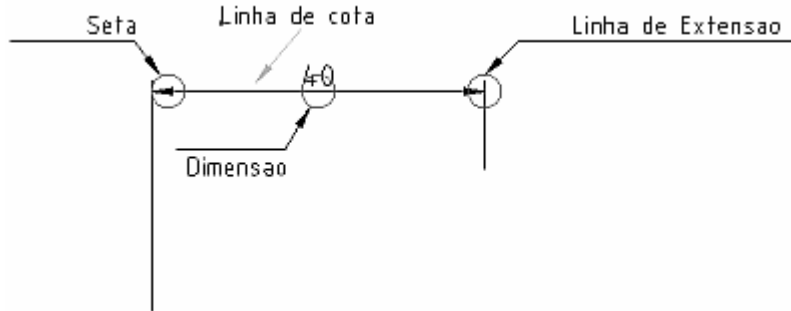 Linha de cota
Seta
Linha de Extensao
40
Dimensao